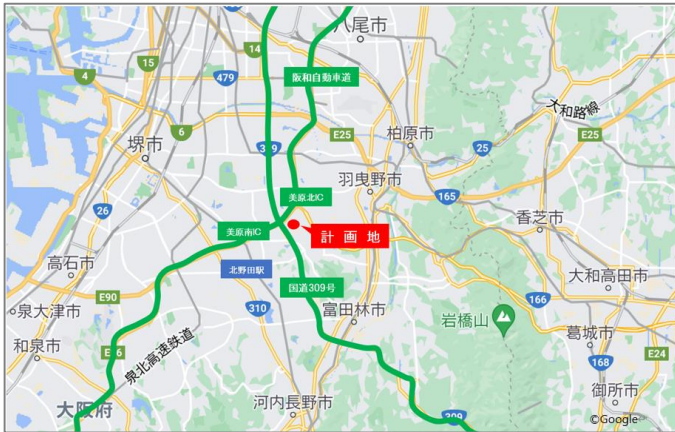 八尾市
14
15
4
479
阪和自動車道
大和路線
6
E25
柏原市
堺市
309
25
E25
羽曳野市
美原北IC
165
26
香芝市
美原南IC
計 画 地
高石市
北野田駅
大和高田市
国道309号
E90
泉大津市
310
166
富田林市
岩橋山
葛城市
和泉市
泉北高速鉄道
E24
168
御所市
大阪府
河内長野市
309
©Google